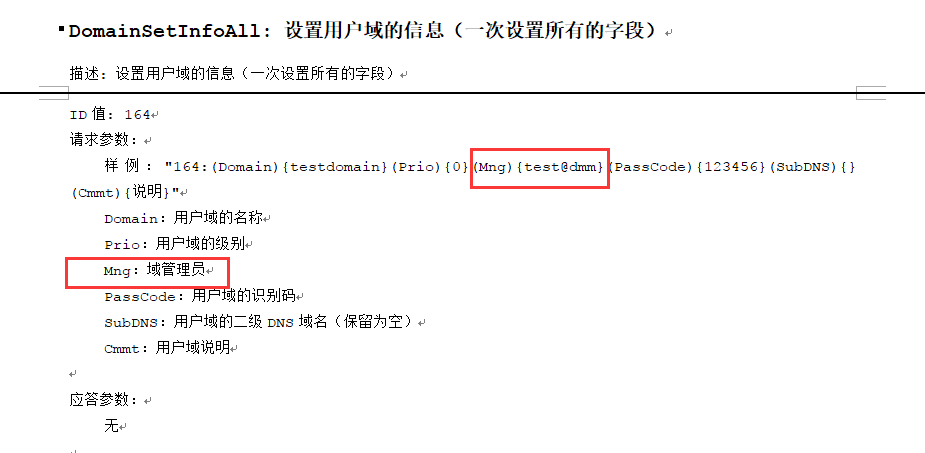 DomainSetInfoAll: 设置用户域的信息（一次设置所有的字段）
描述：设置用户域的信息（一次设置所有的字段）
ID 值：164
请求参数：
样 例 ： "164:(Domain){testdomain}(Prio){0}(Mng){test@dmm}(PassCode){123456}(SubDNS){}
(Cmmt){说明}"
Domain：用户域的名称
Prio：用户域的级别
Mng：域管理员
PassCode：用户域的识别码
SubDNS：用户域的二级 DNS 域名（保留为空）
Cmmt：用户域说明
应答参数：
无